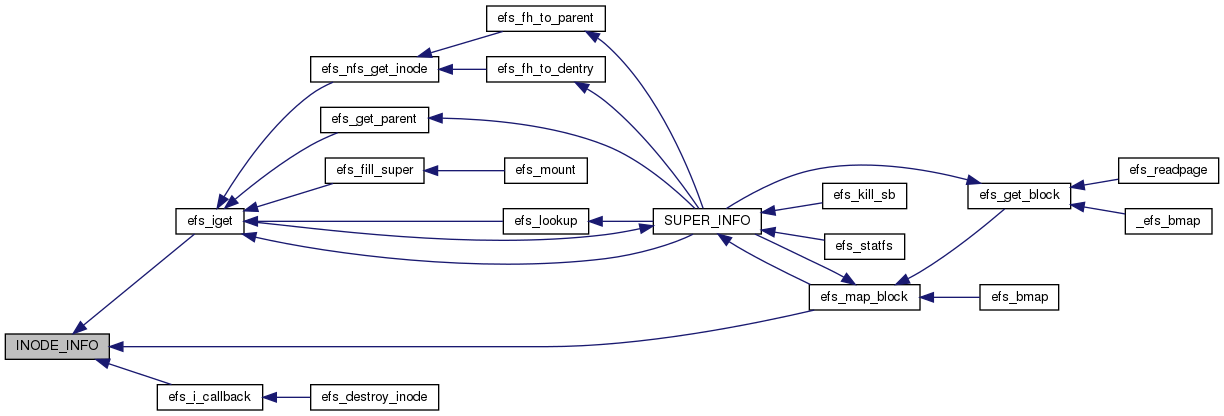 efs_fh_to_parent
efs_nfs_get_inode
efs_fh_to_dentry
efs_get_parent
efs_fill_super
efs_mount
efs_readpage
efs_get_block
efs_kill_sb
efs_iget
efs_lookup
SUPER_INFO
_efs_bmap
efs_statfs
efs_map_block
efs_bmap
INODE_INFO
efs_i_callback
efs_destroy_inode